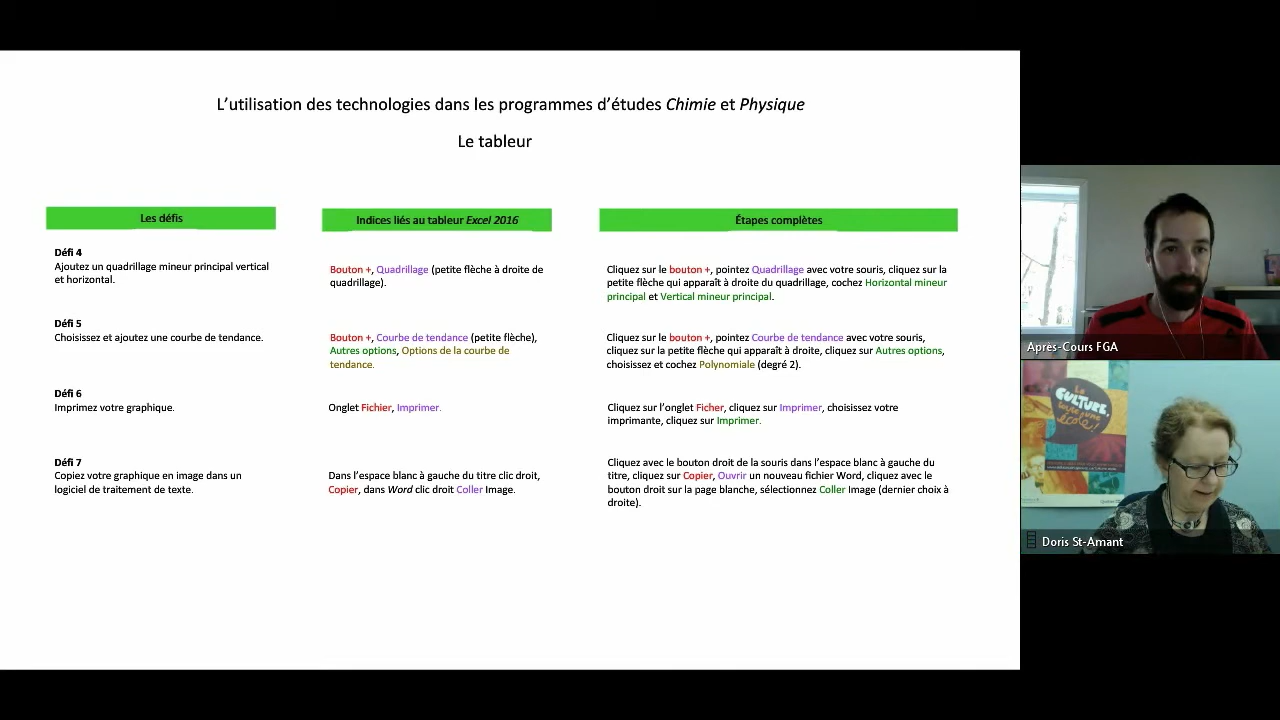 L'utilisation des technologies dans les programmes d'études Chimie et Physique
Le tableur
Les défis
Indices liés au tableur Excel 2016
Étapes complètes
Défi 4
Ajoutez un quadrillage mineur principal vertical
et horizontal.
Bouton +, Quadrillage (petite flèche à droite de
quadrillage).
Cliquez sur le bouton +, pointez Quadrillage avec votre souris, cliquez sur la
petite flèche qui apparaît à droite du quadrillage, cochez Horizontal mineur
principal et Vertical mineur principal.
Défi 5
Choisissez et ajoutez une courbe de tendance.
Bouton +, Courbe de tendance (petite flèche),
Autres options, Options de la courbe de
tendance.
Cliquez sur le bouton +, pointez Courbe de tendance avec votre souris,
cliquez sur la petite flèche qui apparaît à droite, cliquez sur Autres options,
choisissez et cochez Polynomiale (degré 2).
Défi 6
Imprimez votre graphique.
Onglet Fichier, Imprimer.
Cliquez sur l'onglet Ficher, cliquez sur Imprimer, choisissez votre
imprimante, cliquez sur Imprimer.
Défi 7
Copiez votre graphique en image dans un
logiciel de traitement de texte.
Dans l'espace blanc à gauche du titre clic droit,
Copier, dans Word clic droit Coller Image.
Cliquez avec le bouton droit de la souris dans l'espace blanc à gauche du
titre, cliquez sur Copier, Ouvrir un nouveau fichier Word, cliquez avec le
bouton droit sur la page blanche, sélectionnez Coller Image (dernier choix à
droite).
Après-Cours FGA
La
CULTURE,
toute une
école!
Doris St-Amant